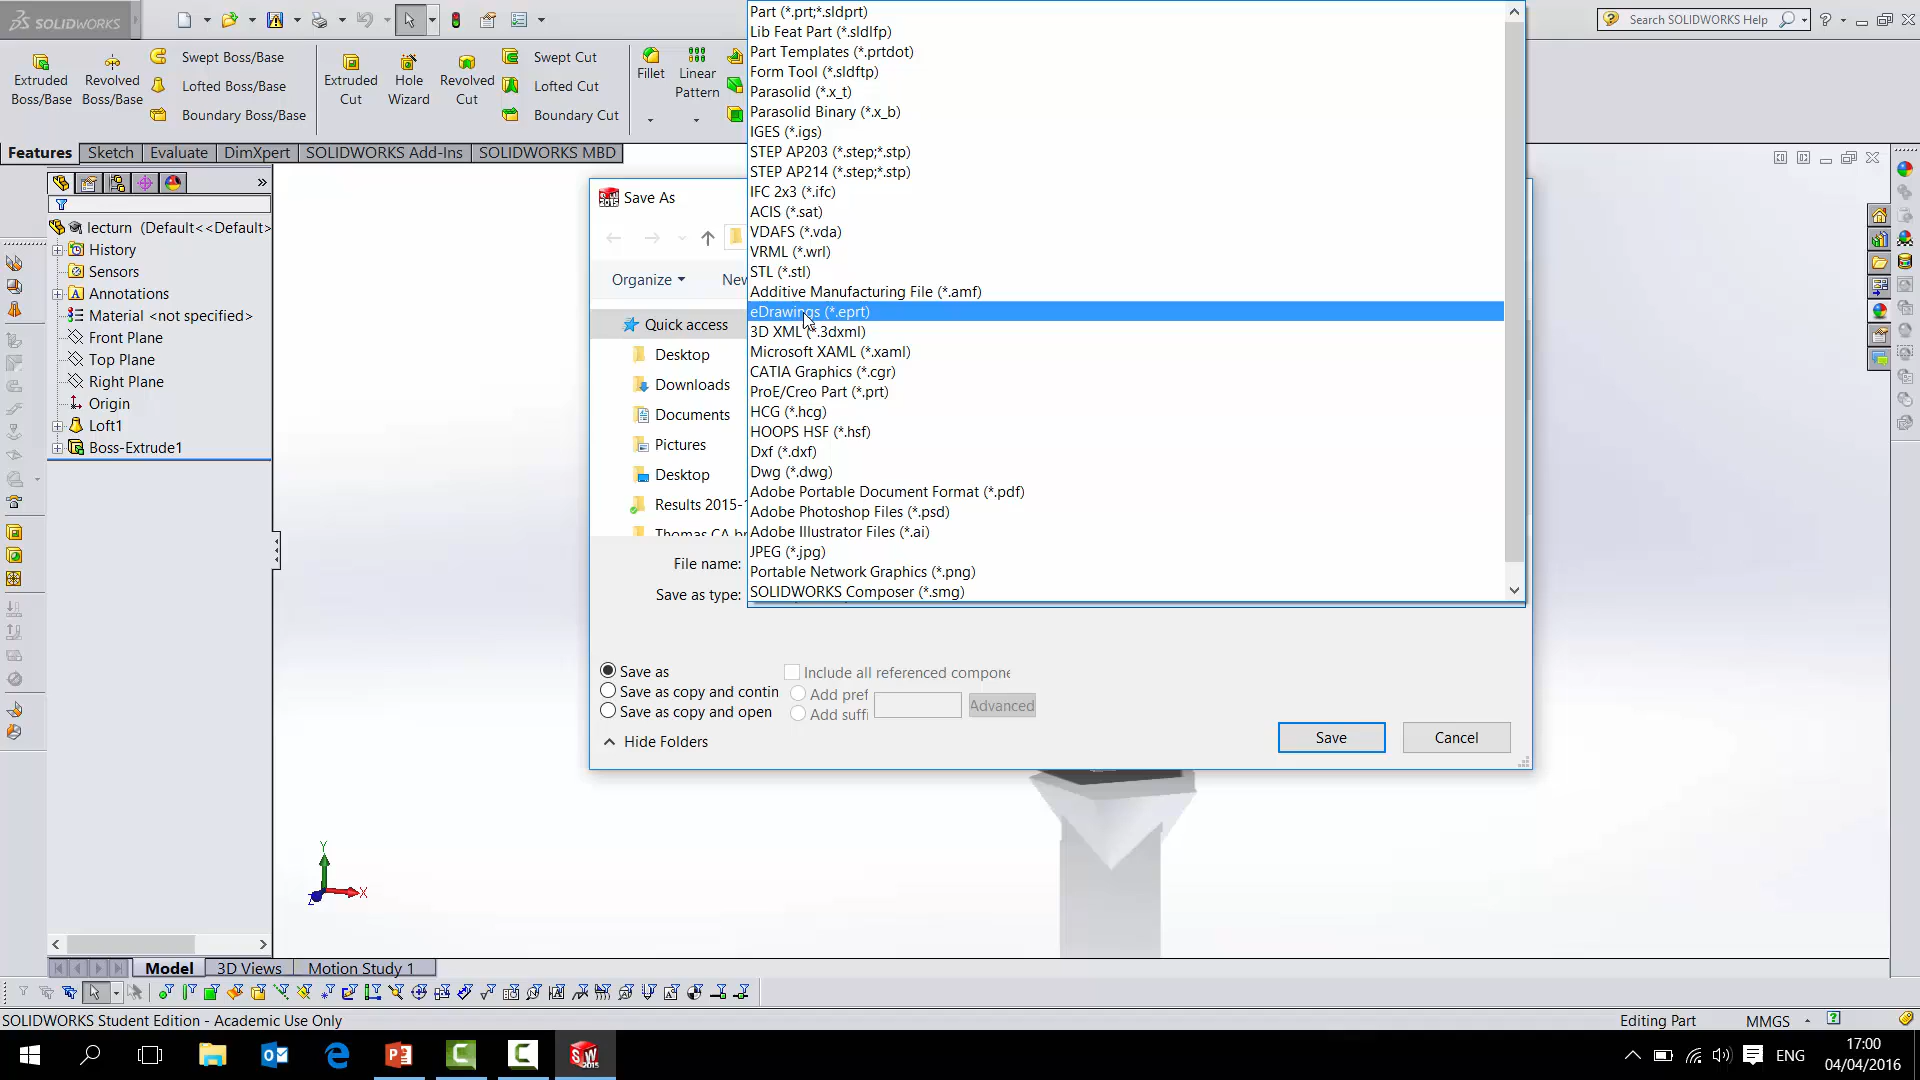 SOLIDWORKS
Search SOLIDWORKS Help
Extruded Boss/Base
Revolved Boss/Base
Swept Boss/Base
Lofted Boss/Base
Boundary Boss/Base
Extruded Cut
Hole Wizard
Revolved Cut
Swept Cut
Lofted Cut
Boundary Cut
Fillet
Linear Pattern
Features
Sketch
Evaluate
DimXpert
SOLIDWORKS Add-Ins
SOLIDWORKS MBD
lecturn (Default<<Default>
History
Sensors
Annotations
Material <not specified>
Front Plane
Top Plane
Right Plane
Origin
Loft1
Boss-Extrude1
Save As
Organize
Quick access
Desktop
Downloads
Documents
Pictures
Desktop
Results 2015-
File name:
Save as type:
Part (*.prt;*.sldprt)
Lib Feat Part (*.sldlfp)
Part Templates (*.prtdot)
Form Tool (*.sldftp)
Parasolid (*.x_t)
Parasolid Binary (*.x_b)
IGES (*.igs)
STEP AP203 (*.step;*.stp)
STEP AP214 (*.step;*.stp)
IFC 2x3 (*.ifc)
ACIS (*.sat)
VDAFS (*.vda)
VRML (*.wrl)
STL (*.stl)
Additive Manufacturing File (*.amf)
eDrawings (*.eprt)
3D XML (*.3dxml)
Microsoft XAML (*.xaml)
CATIA Graphics (*.cgr)
ProE/Creo Part (*.prt)
HCG (*.hcg)
HOOPS HSF (*.hsf)
Dxf (*.dxf)
Dwg (*.dwg)
Adobe Portable Document Format (*.pdf)
Adobe Photoshop Files (*.psd)
Adobe Illustrator Files (*.ai)
JPEG (*.jpg)
Portable Network Graphics (*.png)
SOLIDWORKS Composer (*.smg)
Save as
Save as copy and contin
Save as copy and open
Include all referenced compone
Add pref
Add suffi
Advanced
Hide Folders
Save
Cancel
Y
X
Z
Model
3D Views
Motion Study 1
SOLIDWORKS Student Edition - Academic Use Only
Editing Part
MMGS
ENG
17:00
04/04/2016